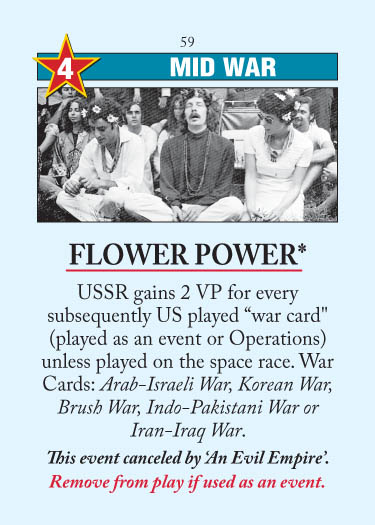 59
4
MID WAR
FLOWER POWER*
USSR gains 2 VP for every
subsequently US played “war card"
(played as an event or Operations)
unless played on the space race. War
Cards: Arab-Israeli War, Korean War,
Brush War, Indo-Pakistani War or
Iran-Iraq War.
This event canceled by ‘An Evil Empire’.
Remove from play if used as an event.